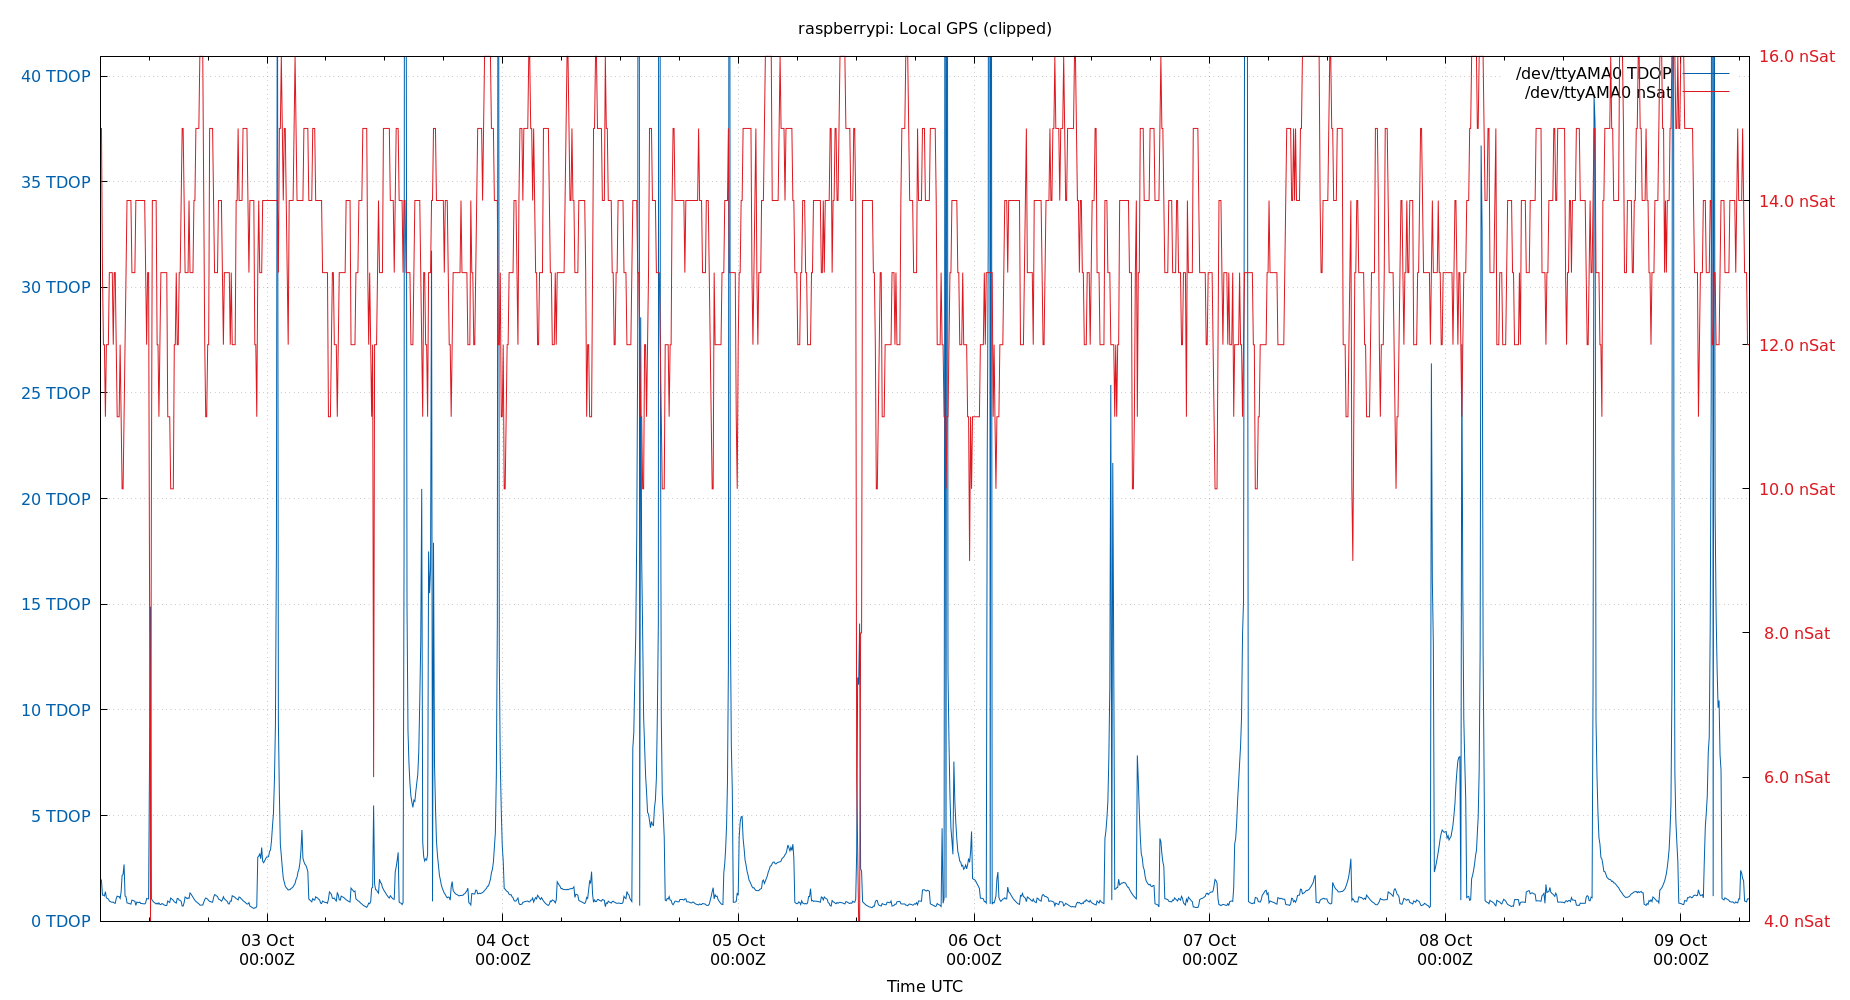 raspberrypi: Local GPS (clipped)
40 TDOP
35 TDOP
30 TDOP
25 TDOP
20 TDOP
15 TDOP
10 TDOP
5 TDOP
0 TDOP
16.0 nSat
14.0 nSat
12.0 nSat
10.0 nSat
8.0 nSat
6.0 nSat
4.0 nSat
/dev/ttyAMA0 TDOP
/dev/ttyAMA0 nSat
03 Oct
00:00Z
04 Oct
00:00Z
05 Oct
00:00Z
06 Oct
00:00Z
07 Oct
00:00Z
08 Oct
00:00Z
09 Oct
00:00Z
Time UTC